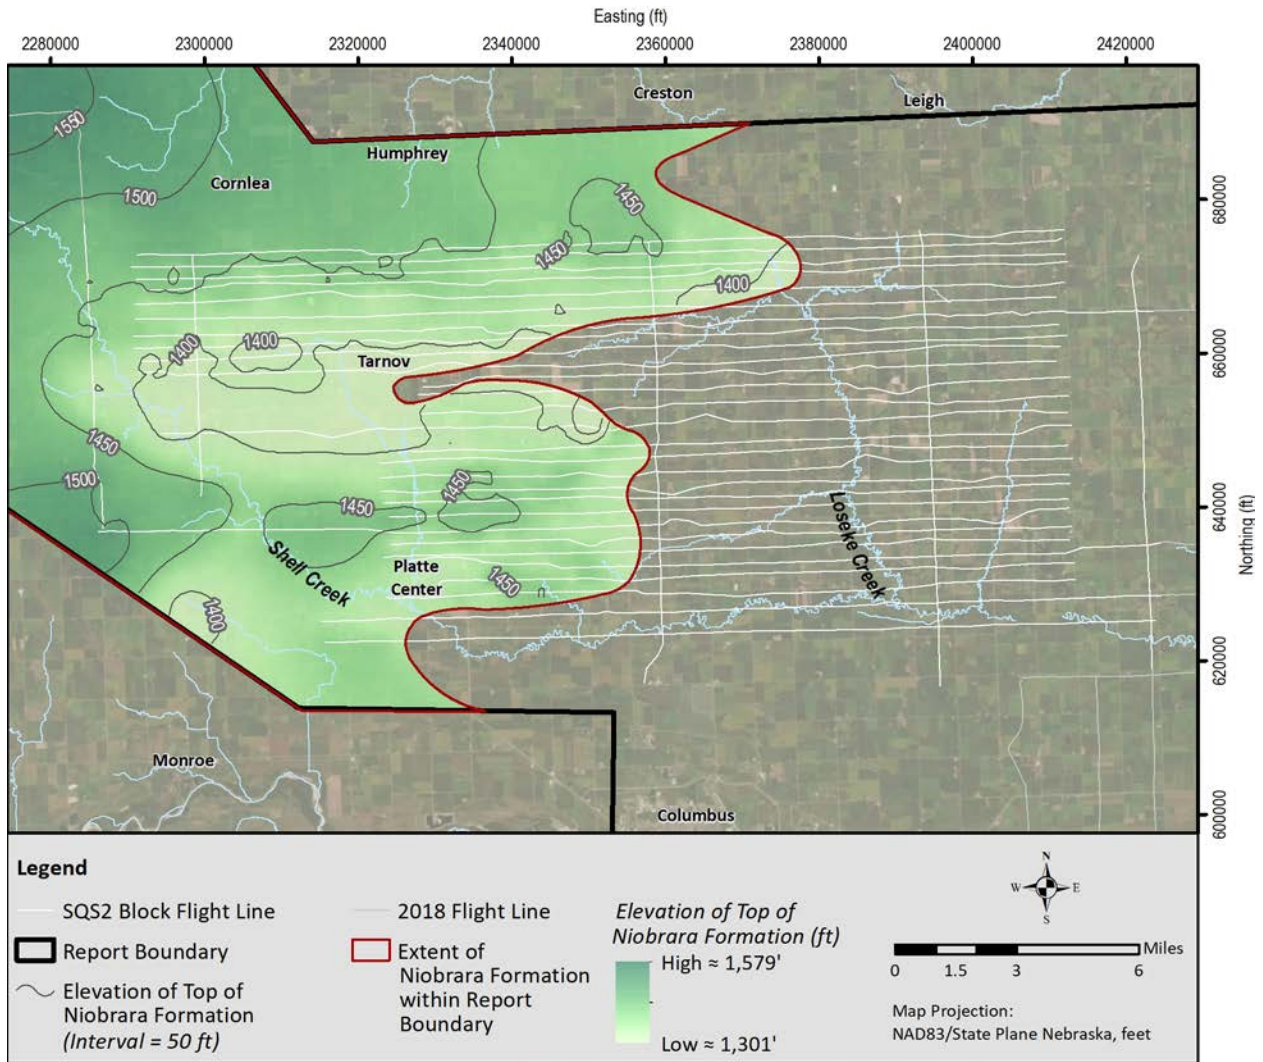 Easting (ft)
2280000 2300000 2320000 2340000 2360000 2380000 2400000 2420000
Creston
Leigh
1550
Humphrey
Cornlea
1500
1450
680000
1450
1400
1400
1400
Tarnov
660000
1450
1500
1450
1450
640000
Northing (ft)
Loseke Creek
Shell Creek
Platte
Center
1450
1400
620000
Monroe
Columbus
600000
Legend
SQS2 Block Flight Line
Report Boundary
Elevation of Top of
Niobrara Formation
(Interval = 50 ft)
2018 Flight Line
Extent of
Niobrara Formation
within Report
Boundary
Elevation of Top of
Niobrara Formation (ft)
High ≈ 1,579'
Low ≈ 1,301'
N
W E
S
Miles
0 1.5 3 6
Map Projection:
NAD83/State Plane Nebraska, feet